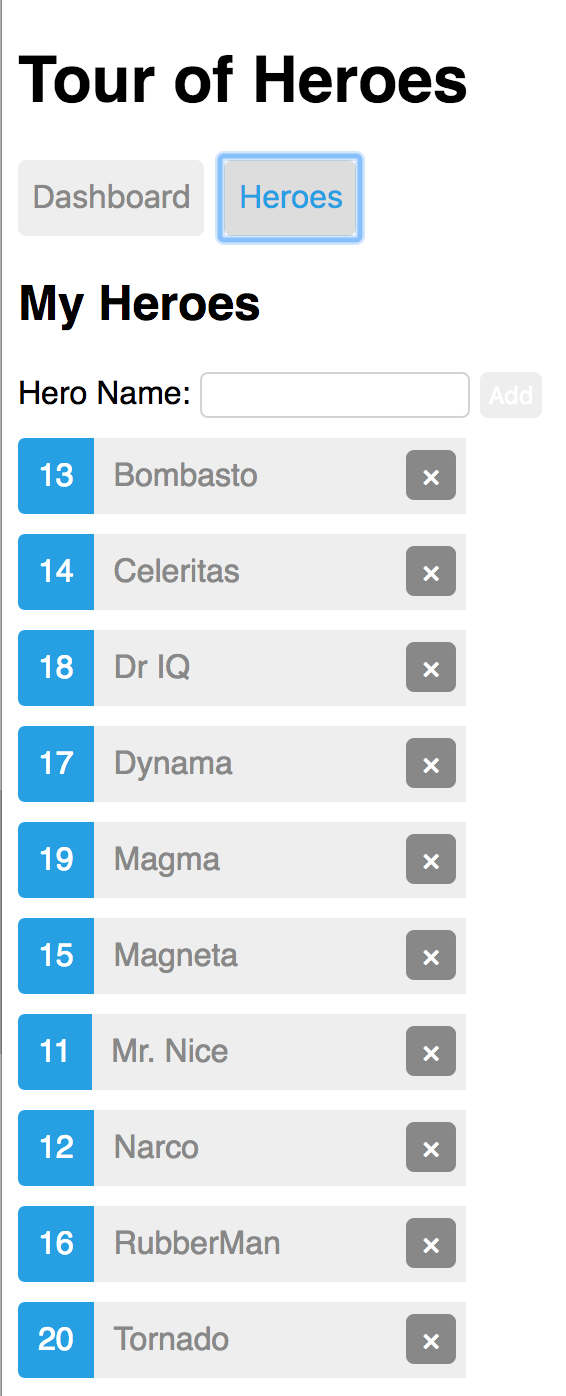 Tour of Heroes
Dashboard Heroes
My Heroes
Hero Name: Add
13 Bombasto ×
14 Celeritas ×
18 Dr IQ ×
17 Dynama ×
19 Magma ×
15 Magneta ×
11 Mr. Nice ×
12 Narco ×
16 RubberMan ×
20 Tornado ×